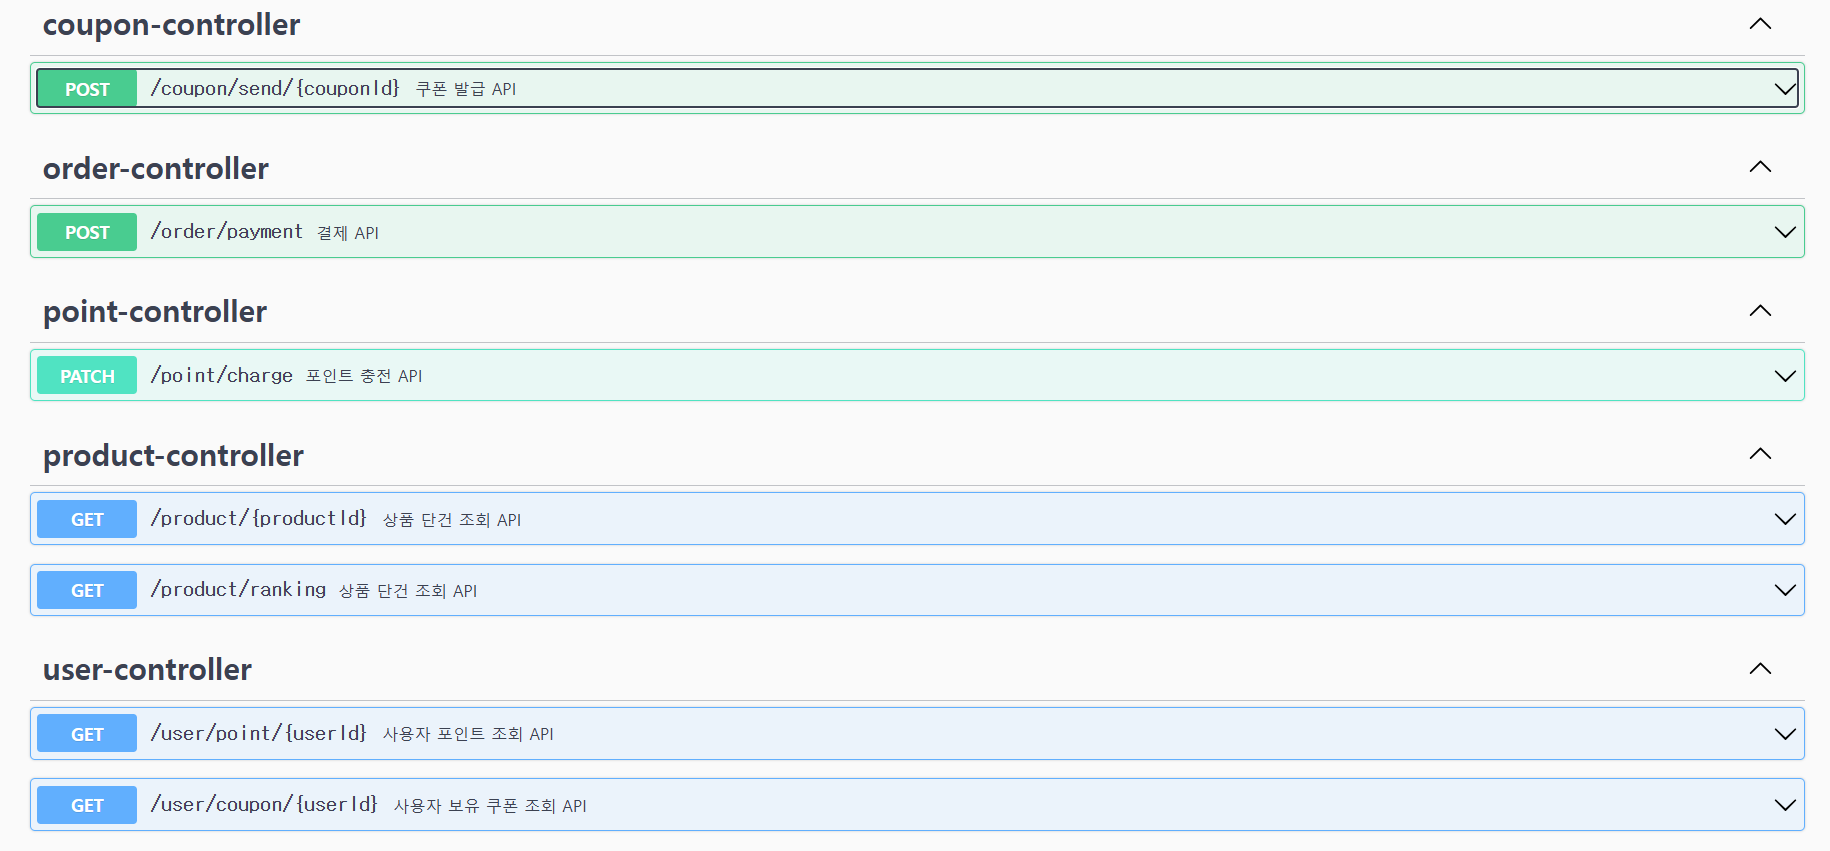 coupon-controller
POST /coupon/send/{couponId} 쿠폰 발급 API
order-controller
POST /order/payment 결제 API
point-controller
PATCH /point/charge 포인트 충전 API
product-controller
GET /product/{productId} 상품 단건 조회 API
GET /product/ranking 상품 단건 조회 API
user-controller
GET /user/point/{userId} 사용자 포인트 조회 API
GET /user/coupon/{userId} 사용자 보유 쿠폰 조회 API